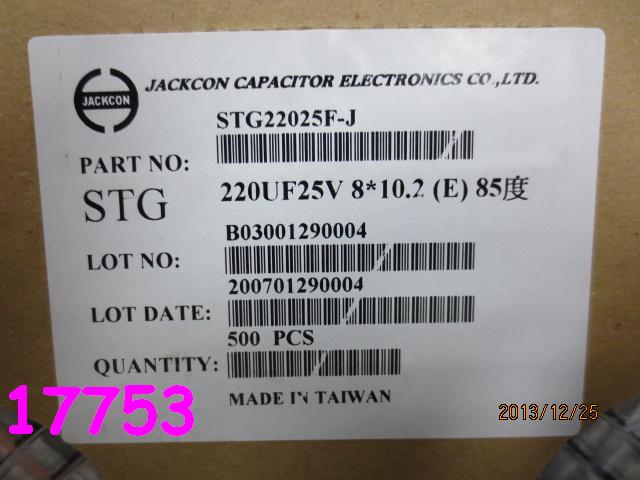 JACKCON
JACKCON CAPACITOR ELECTRONICS CO.,LTD.
STG22025F-J
PART NO:
STG
220UF25V 8*10.2 (E) 85度
B03001290004
LOT NO:
200701290004
LOT DATE:
500 PCS
QUANTITY:
MADE IN TAIWAN
17753
2013/12/25